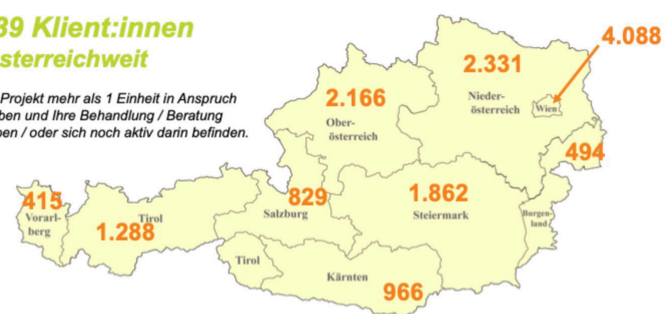 39 Klient:innen
sterreichweit
Projekt mehr als 1 Einheit in Anspruch
ben und Ihre Behandlung / Beratung
ben / oder sich noch aktiv darin befinden.
4.088
2.331
Nieder-
österreich
Wien
2.166
Ober-
österreich
494
415
Vorarl-
berg
Tirol
1.288
829
Salzburg
1.862
Steiermark
Burgen-
land
Tirol
Kärnten
966